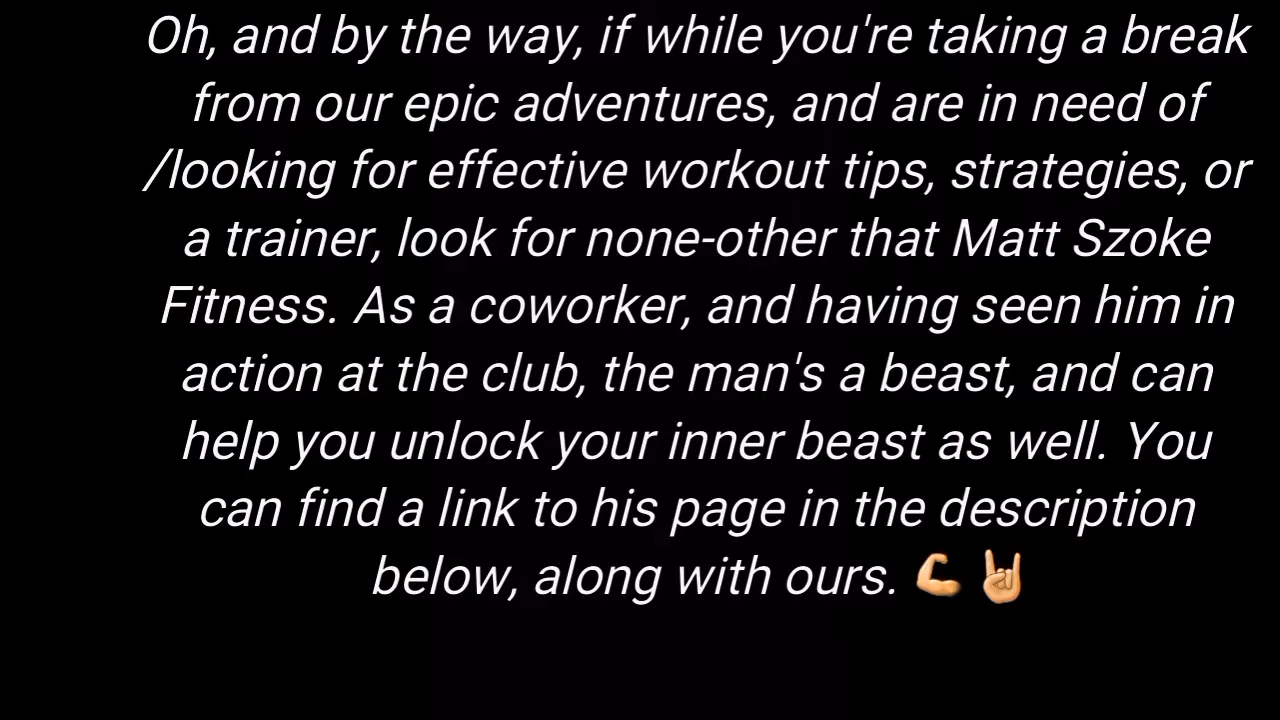 Oh, and by the way, if while you're taking a break
from our epic adventures, and are in need of
/looking for effective workout tips, strategies, or
a trainer, look for none-other that Matt Szoke
Fitness. As a coworker, and having seen him in
action at the club, the man's a beast, and can
help you unlock your inner beast as well. You
can find a link to his page in the description
below, along with ours. 💪🤘